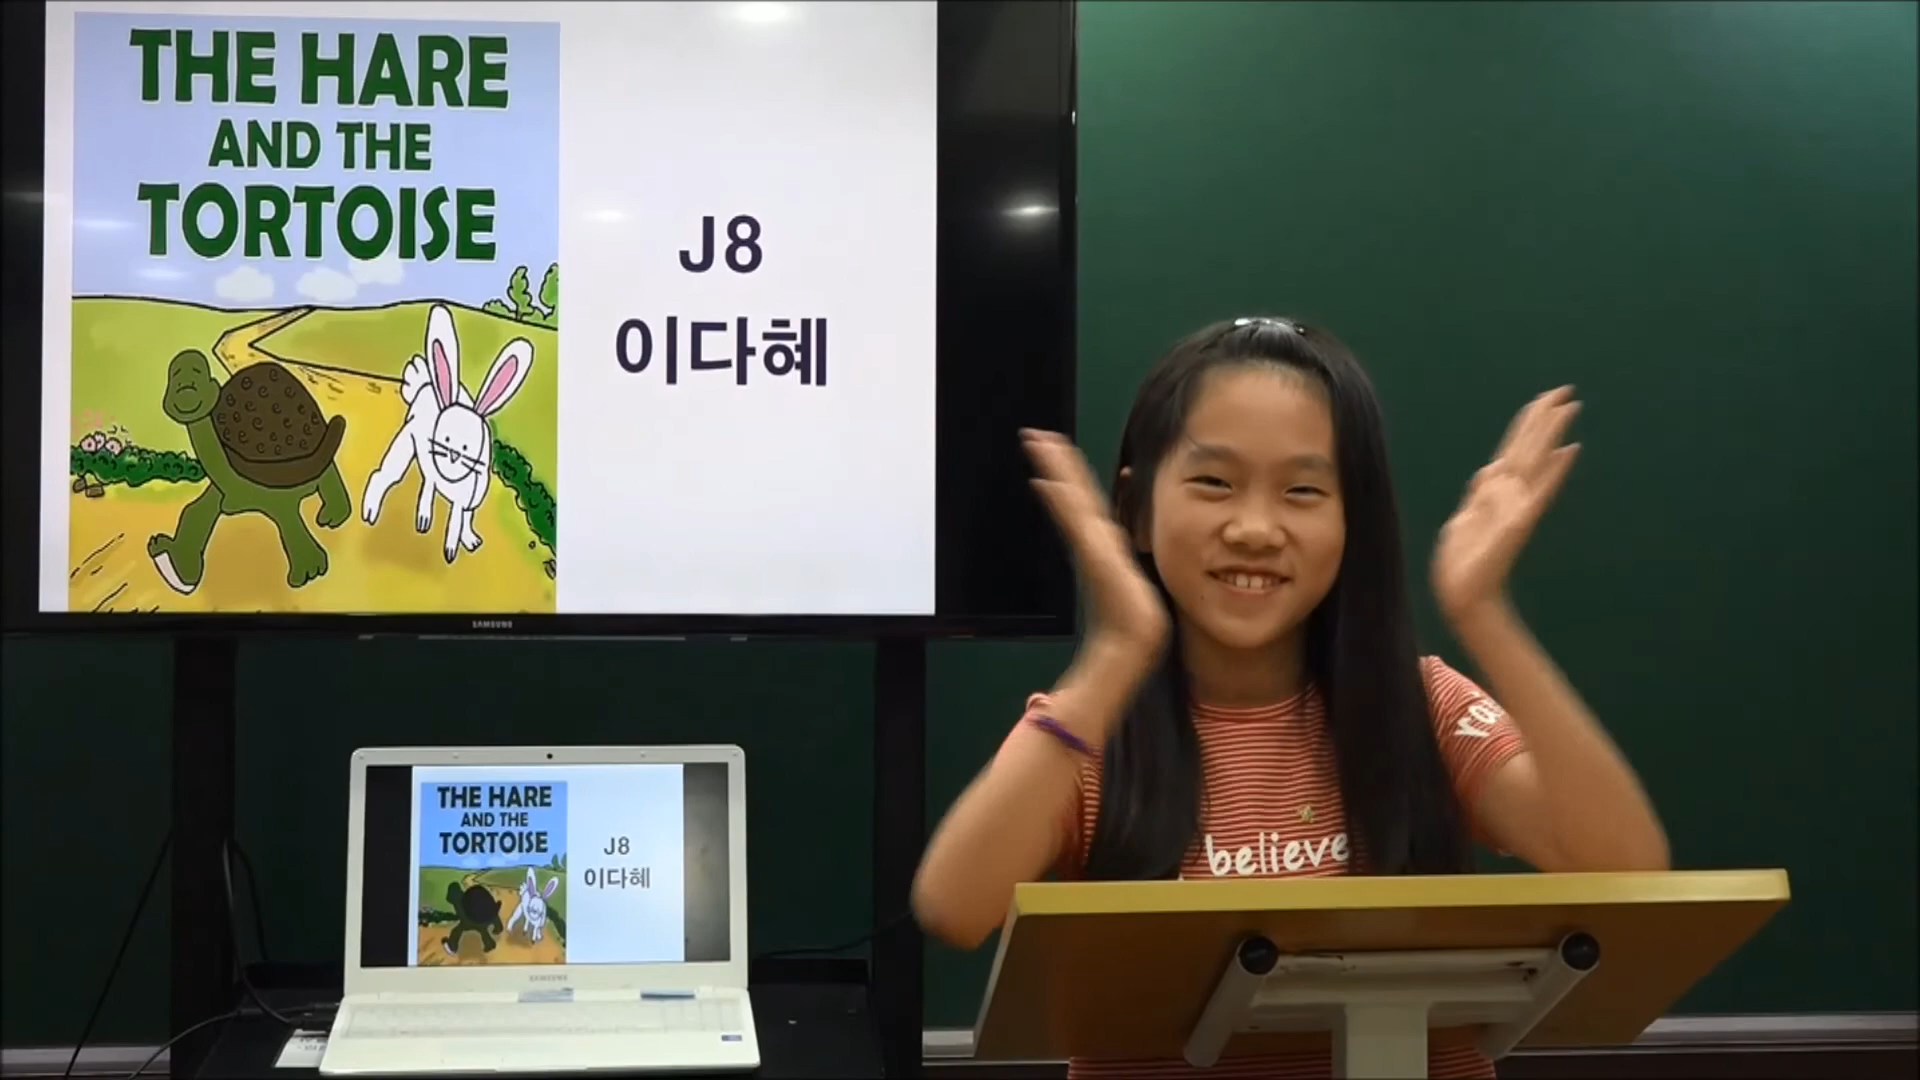 THE HARE
AND THE
TORTOISE
J8
이다혜
SAMSUNG
THE HARE
AND THE
TORTOISE
J8
이다혜
SAMSUNG
believe